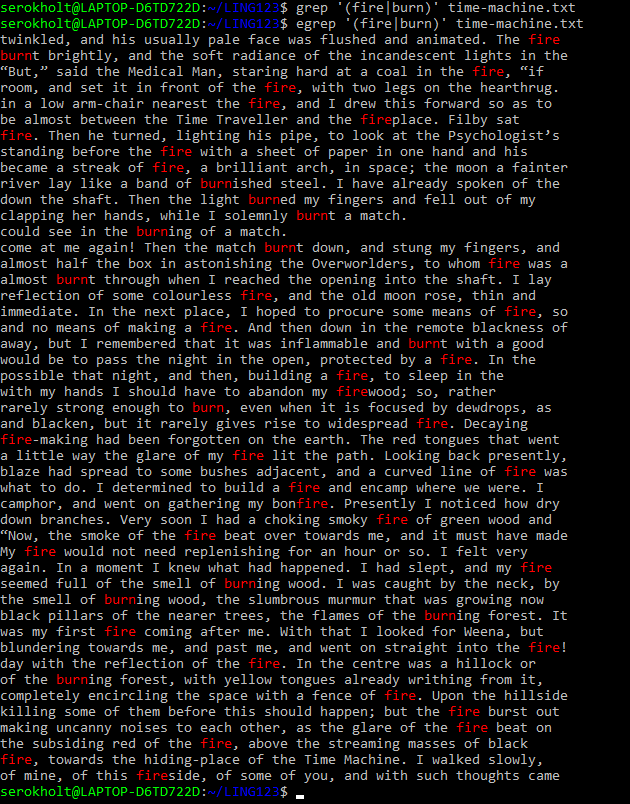 serokholt@LAPTOP-D6TD722D:~/LING123$ grep '(fire|burn)' time-machine.txt
serokholt@LAPTOP-D6TD722D:~/LING123$ egrep '(fire|burn)' time-machine.txt
twinkled, and his usually pale face was flushed and animated. The fire
burnt brightly, and the soft radiance of the incandescent lights in the
“But,” said the Medical Man, staring hard at a coal in the fire, “if
room, and set it in front of the fire, with two legs on the hearthrug.
in a low arm-chair nearest the fire, and I drew this forward so as to
be almost between the Time Traveller and the fireplace. Filby sat
fire. Then he turned, lighting his pipe, to look at the Psychologist’s
standing before the fire with a sheet of paper in one hand and his
became a streak of fire, a brilliant arch, in space; the moon a fainter
river lay like a band of burnished steel. I have already spoken of the
down the shaft. Then the light burned my fingers and fell out of my
clapping her hands, while I solemnly burnt a match.
could see in the burning of a match.
come at me again! Then the match burnt down, and stung my fingers, and
almost half the box in astonishing the Overworlders, to whom fire was a
almost burnt through when I reached the opening into the shaft. I lay
reflection of some colourless fire, and the old moon rose, thin and
immediate. In the next place, I hoped to procure some means of fire, so
and no means of making a fire. And then down in the remote blackness of
away, but I remembered that it was inflammable and burnt with a good
would be to pass the night in the open, protected by a fire. In the
possible that night, and then, building a fire, to sleep in the
with my hands I should have to abandon my firewood; so, rather
rarely strong enough to burn, even when it is focused by dewdrops, as
and blacken, but it rarely gives rise to widespread fire. Decaying
fire-making had been forgotten on the earth. The red tongues that went
a little way the glare of my fire lit the path. Looking back presently,
blaze had spread to some bushes adjacent, and a curved line of fire was
what to do. I determined to build a fire and encamp where we were. I
camphor, and went on gathering my bonfire. Presently I noticed how dry
down branches. Very soon I had a choking smoky fire of green wood and
“Now, the smoke of the fire beat over towards me, and it must have made
My fire would not need replenishing for an hour or so. I felt very
again. In a moment I knew what had happened. I had slept, and my fire
seemed full of the smell of burning wood. I was caught by the neck, by
the smell of burning wood, the slumbrous murmur that was growing now
black pillars of the nearer trees, the flames of the burning forest. It
was my first fire coming after me. With that I looked for Weena, but
blundering towards me, and past me, and went on straight into the fire!
day with the reflection of the fire. In the centre was a hillock or
of the burning forest, with yellow tongues already writhing from it,
completely encircling the space with a fence of fire. Upon the hillside
killing some of them before this should happen; but the fire burst out
making uncanny noises to each other, as the glare of the fire beat on
the subsiding red of the fire, above the streaming masses of black
fire, towards the hiding-place of the Time Machine. I walked slowly,
of mine, of this fireside, of some of you, and with such thoughts came
serokholt@LAPTOP-D6TD722D:~/LING123$